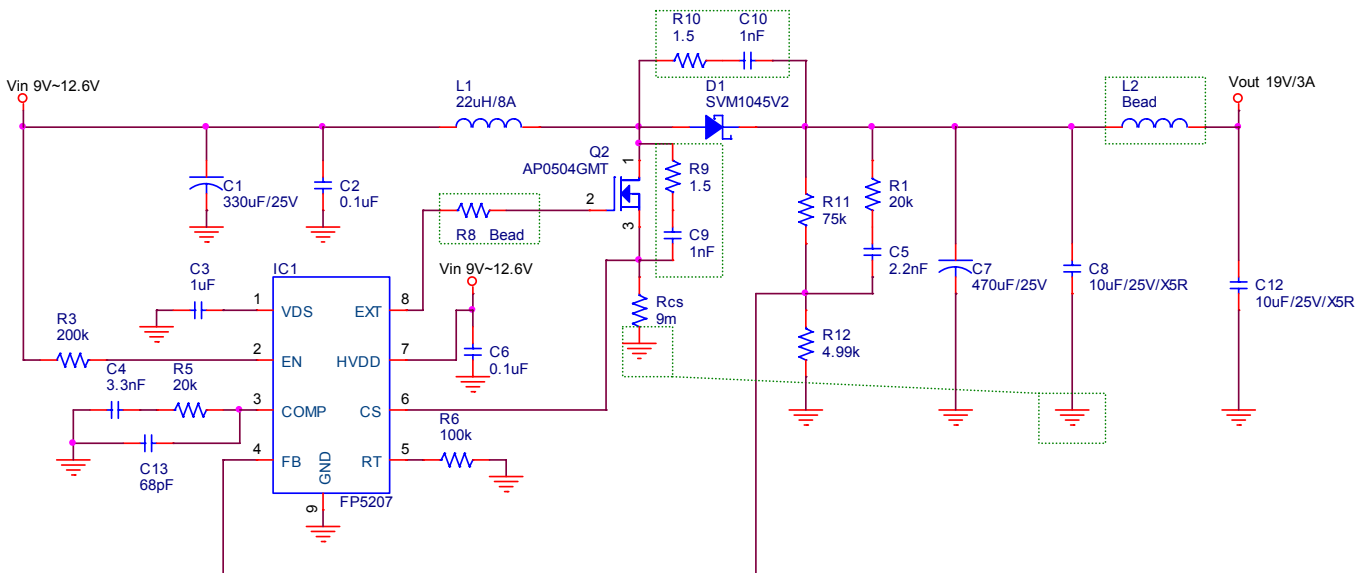 R10
1.5
C10
1nF
Vin 9V~12.6V
L1
22uH/8A
D1
SVM1045V2
L2
Bead
Vout 19V/3A
Q2
AP0504GMT
1
2
3
R9
1.5
C9
1nF
C1
330uF/25V
C2
0.1uF
R8 Bead
R11
75k
R1
20k
C5
2.2nF
C7
470uF/25V
C8
10uF/25V/X5R
C12
10uF/25V/X5R
Vin 9V~12.6V
C3
1uF
IC1
1
VDS
EXT
8
Rcs
9m
R12
4.99k
R3
200k
2
EN
HVDD
7
C6
0.1uF
C4
3.3nF
R5
20k
3
COMP
CS
6
R6
100k
4
FB
GND
RT
5
C13
68pF
9
FP5207